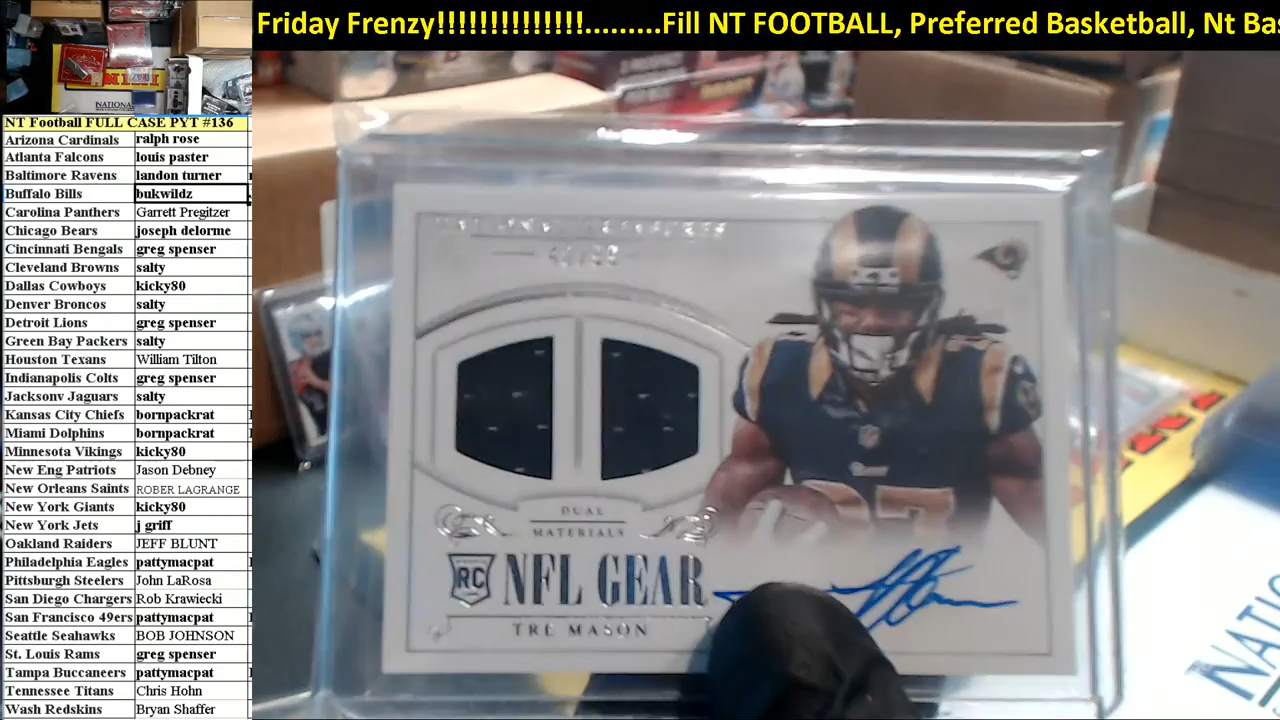 Friday Frenzy!!!!!!!!!!!!!!.........Fill NT FOOTBALL, Preferred Basketball, Nt Bas
NT Football FULL CASE PYT #136
Arizona Cardinals ralph rose
Atlanta Falcons louis paster
Baltimore Ravens landon turner
Buffalo Bills bukwildz
Carolina Panthers Garrett Pregitzer
Chicago Bears joseph delorme
Cincinnati Bengals greg spenser
Cleveland Browns salty
Dallas Cowboys kicky80
Denver Broncos salty
Detroit Lions greg spenser
Green Bay Packers salty
Houston Texans William Tilton
Indianapolis Colts greg spenser
Jacksonv Jaguars salty
Kansas City Chiefs bornpackrat
Miami Dolphins bornpackrat
Minnesota Vikings kicky80
New Eng Patriots Jason Debney
New Orleans Saints ROBER LAGRANGE
New York Giants kicky80
New York Jets j griff
Oakland Raiders JEFF BLUNT
Philadelphia Eagles pattymacpat
Pittsburgh Steelers John LaRosa
San Diego Chargers Rob Krawiecki
San Francisco 49ers pattymacpat
Seattle Seahawks BOB JOHNSON
St. Louis Rams greg spenser
Tampa Buccaneers pattymacpat
Tennessee Titans Chris Hohn
Wash Redskins Bryan Shaffer
DUAL
MATERIALS
RC NFL GEAR
TRE MASON